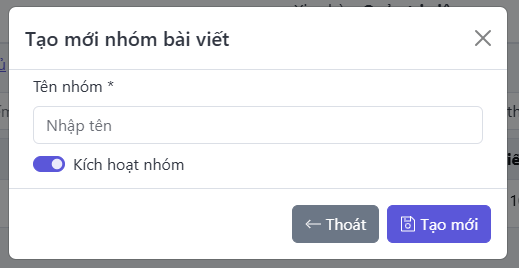 Tạo mới nhóm bài viết
Tên nhóm *
Nhập tên
Kích hoạt nhóm
Thoát
Tạo mới